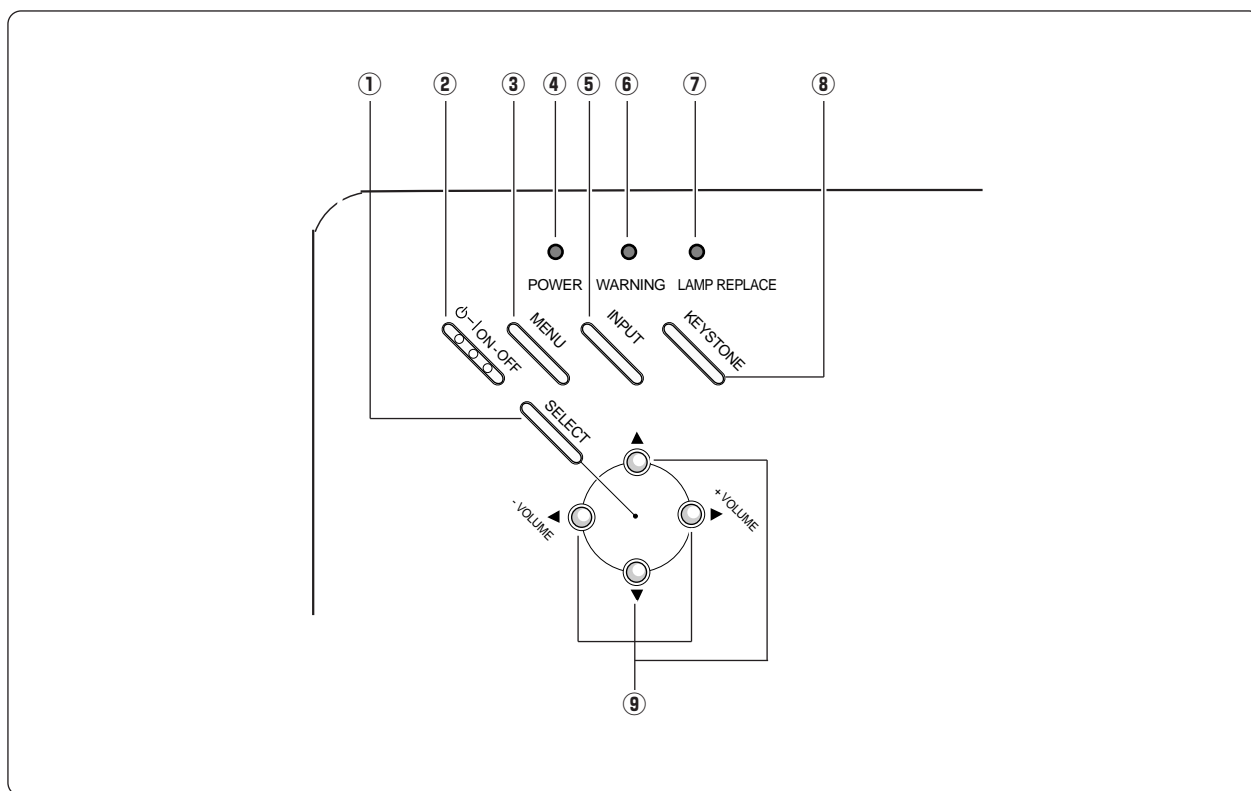 ① ② ③ ④ ⑤ ⑥ ⑦ ⑧
POWER WARNING LAMP REPLACE
⏻–I ON - OFF
MENU
INPUT
KEYSTONE
SELECT
▲
- VOLUME ◀
▶ + VOLUME
▼
⑨